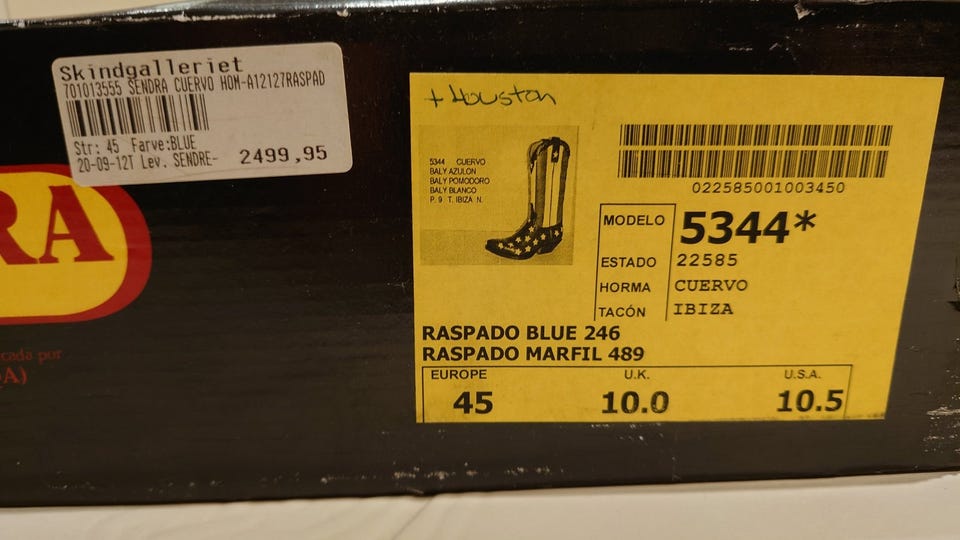 Skindgalleriet
701013555 SENDRA CUERVO HOM-A12127RASPAD
Str: 45 Farve:BLUE
20-09-12T Lev. SENDRE- 2499,95
RA
cada por
A)
+ Houston
5344 CUERVO
BALY AZULON
BALY POMODORO
BALY BLANCO
P. 9 T. IBIZA N.
022585001003450
MODELO 5344*
ESTADO 22585
HORMA CUERVO
TACÓN IBIZA
RASPADO BLUE 246
RASPADO MARFIL 489
EUROPE U.K. U.S.A.
45 10.0 10.5